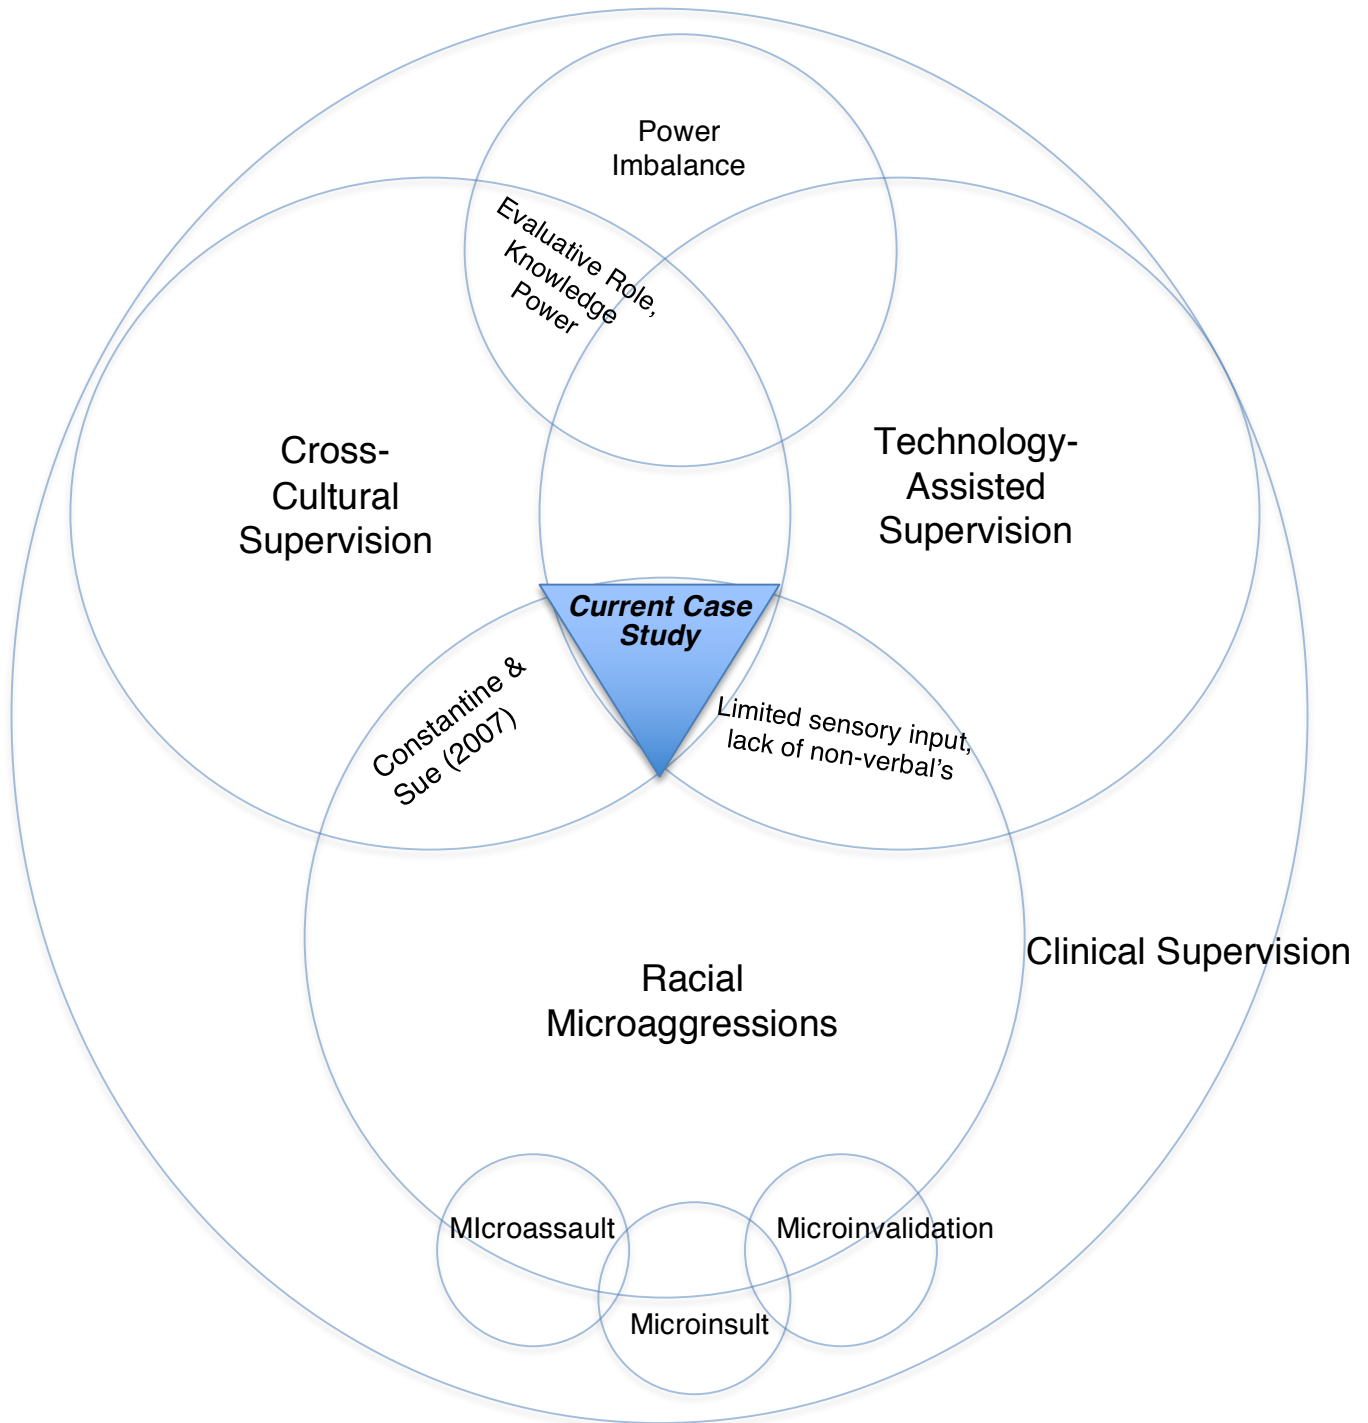 Power
Imbalance
Evaluative Role,
Knowledge
Power
Cross-
Cultural
Supervision
Technology-
Assisted
Supervision
Current Case
Study
Constantine &
Sue (2007)
Limited sensory input,
lack of non-verbal’s
Clinical Supervision
Racial
Microaggressions
MIcroassault
Microinvalidation
Microinsult